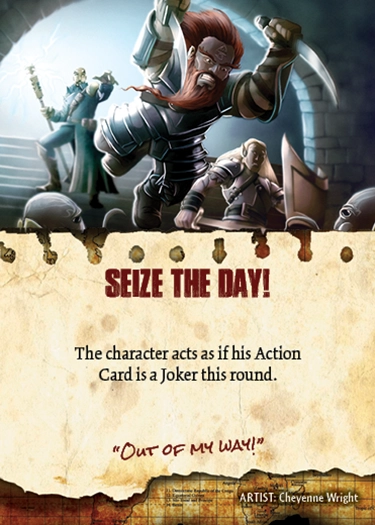 SEIZE THE DAY!
The character acts as if his Action
Card is a Joker this round.
"Out of my way!"
ARTIST: Cheyenne Wright